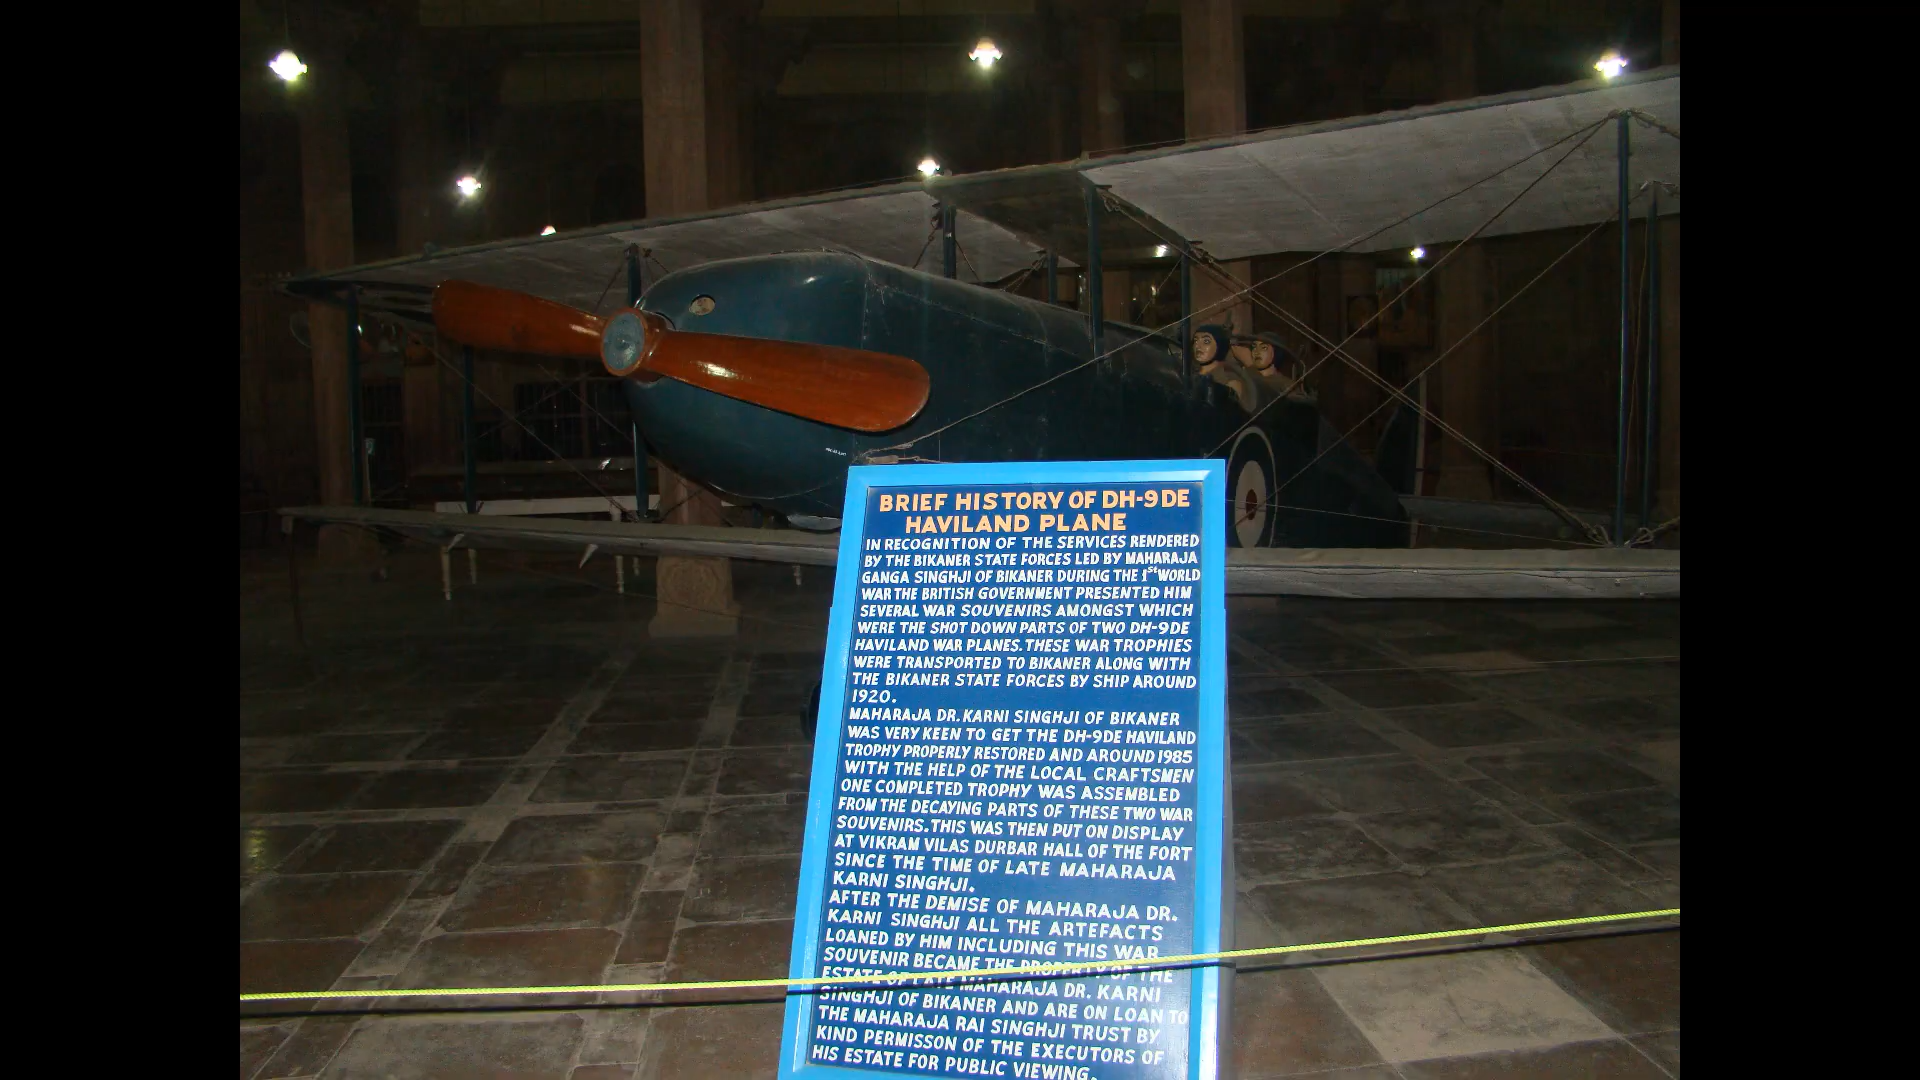 BRIEF HISTORY OF DH-9 DE
HAVILAND PLANE
IN RECOGNITION OF THE SERVICES RENDERED
BY THE BIKANER STATE FORCES LED BY MAHARAJA
GANGA SINGHJI OF BIKANER DURING THE 1st WORLD
WAR THE BRITISH GOVERNMENT PRESENTED HIM
SEVERAL WAR SOUVENIRS AMONGST WHICH
WERE THE SHOT DOWN PARTS OF TWO DH-9DE
HAVILAND WAR PLANES. THESE WAR TROPHIES
WERE TRANSPORTED TO BIKANER ALONG WITH
THE BIKANER STATE FORCES BY SHIP AROUND
1920.
MAHARAJA DR. KARNI SINGHJI OF BIKANER
WAS VERY KEEN TO GET THE DH-9DE HAVILAND
TROPHY PROPERLY RESTORED AND AROUND 1985
WITH THE HELP OF THE LOCAL CRAFTSMEN
ONE COMPLETED TROPHY WAS ASSEMBLED
FROM THE DECAYING PARTS OF THESE TWO WAR
SOUVENIRS. THIS WAS THEN PUT ON DISPLAY
AT VIKRAM VILAS DURBAR HALL OF THE FORT
SINCE THE TIME OF LATE MAHARAJA
KARNI SINGHJI.
AFTER THE DEMISE OF MAHARAJA DR.
KARNI SINGHJI ALL THE ARTEFACTS
LOANED BY HIM INCLUDING THIS WAR
SOUVENIR BECAME THE PROPERTY OF THE
ESTATE OF LATE MAHARAJA DR. KARNI
SINGHJI OF BIKANER AND ARE ON LOAN TO
THE MAHARAJA RAI SINGHJI TRUST BY
KIND PERMISSON OF THE EXECUTORS OF
HIS ESTATE FOR PUBLIC VIEWING.